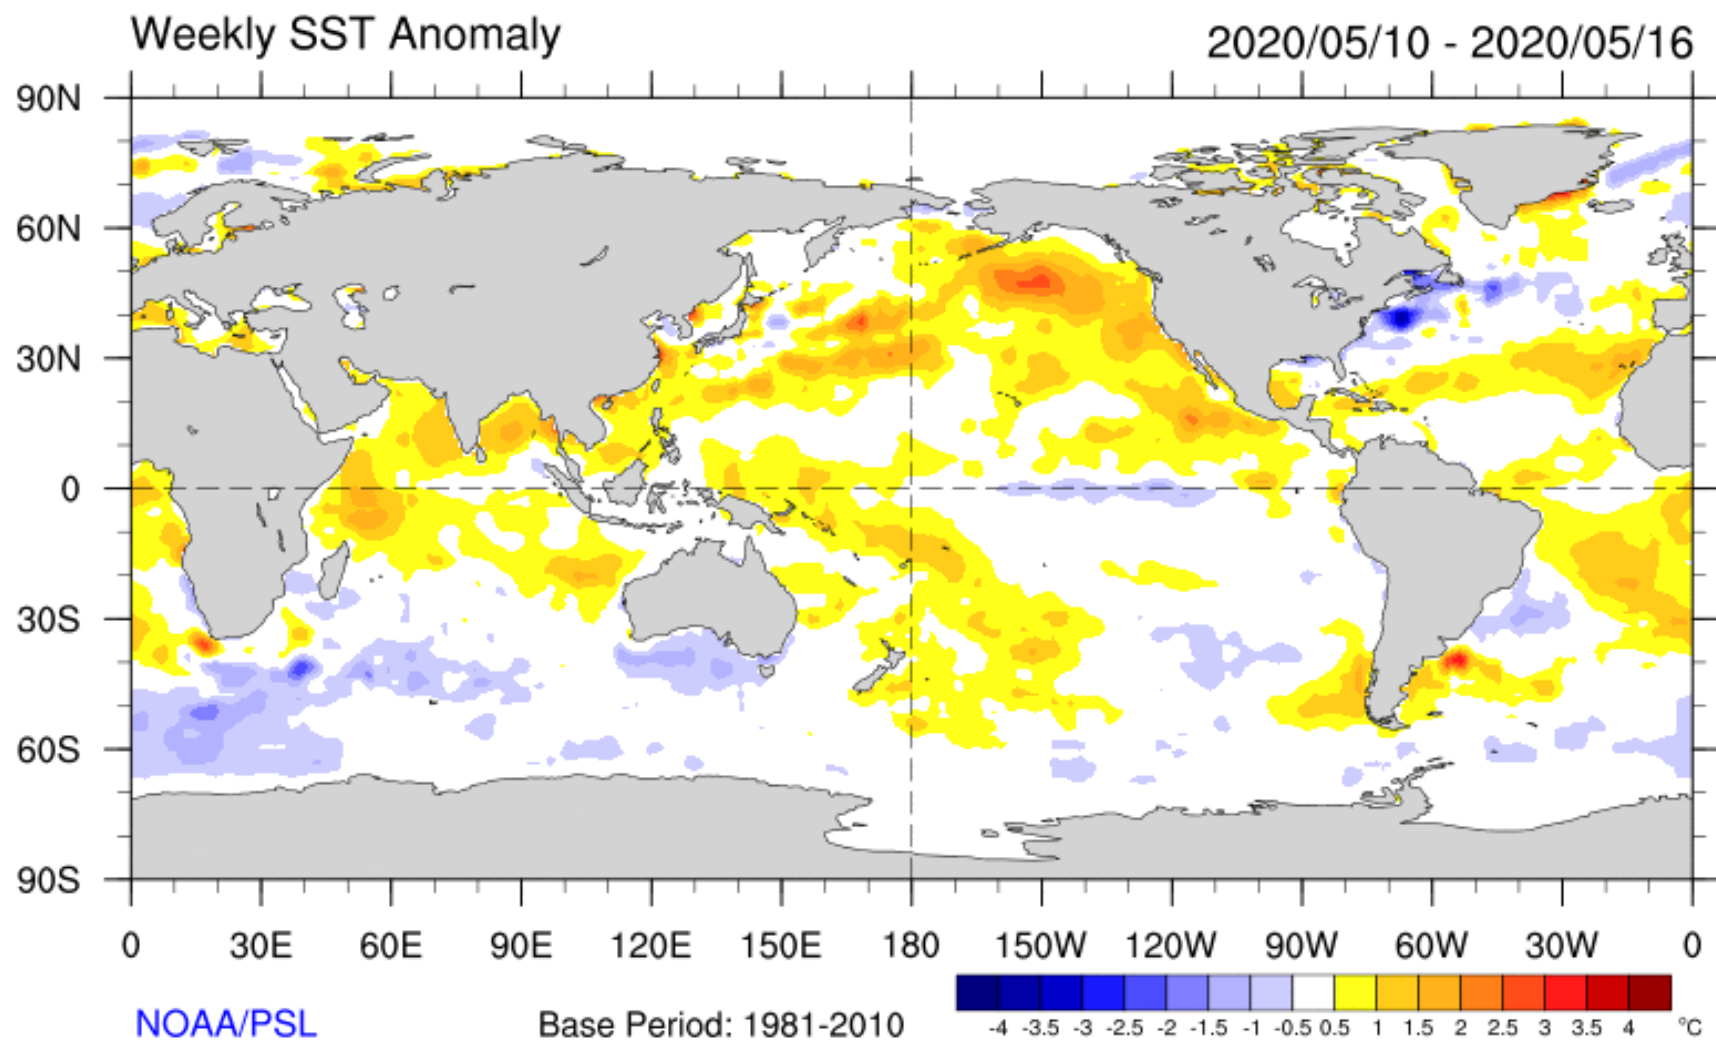 Weekly SST Anomaly
2020/05/10 - 2020/05/16
90N
60N
30N
0
30S
60S
90S
0 30E 60E 90E 120E 150E 180 150W 120W 90W 60W 30W 0
-4 -3.5 -3 -2.5 -2 -1.5 -1 -0.5 0.5 1 1.5 2 2.5 3 3.5 4 °C
NOAA/PSL
Base Period: 1981-2010